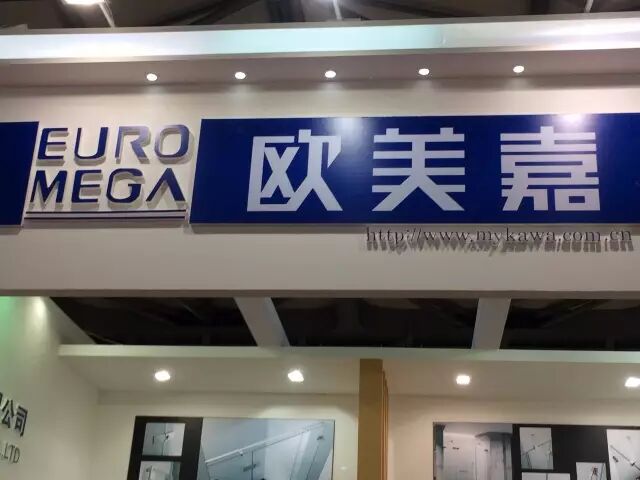 EURO
MEGA
欧美嘉
http://www.mykawa.com.cn
公司
.,LTD